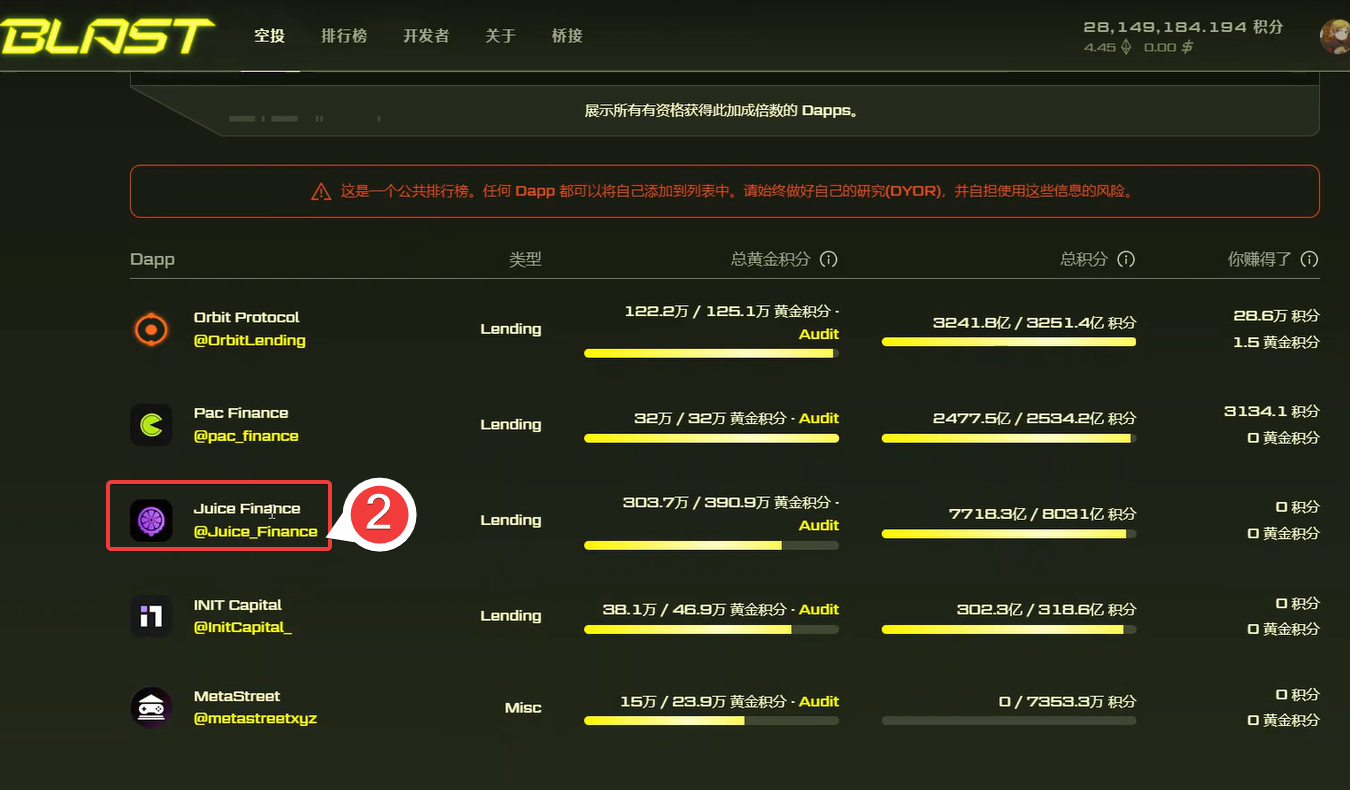 BLAST
空投
排行榜
开发者
关于
桥接
28,149,184.194 积分
4.45 0.00 $
展示所有有资格获得此加成倍数的 Dapps。
这是一个公共排行榜。任何 Dapp 都可以将自己添加到列表中。请始终做好自己的研究(DYOR)，并自担使用这些信息的风险。
Dapp 类型 总黄金积分 总积分 你赚得了
Orbit Protocol
@OrbitLending
Lending
122.2万 / 125.1万 黄金积分 ·
Audit
3241.8亿 / 3251.4亿 积分
28.6万 积分
1.5 黄金积分
Pac Finance
@pac_finance
Lending
32万 / 32万 黄金积分 · Audit
2477.5亿 / 2534.2亿 积分
3134.1 积分
0 黄金积分
Juice Finance
@Juice_Finance
2
Lending
303.7万 / 390.9万 黄金积分 ·
Audit
7718.3亿 / 8031亿 积分
0 积分
0 黄金积分
INIT Capital
@InitCapital_
Lending
38.1万 / 46.9万 黄金积分 · Audit
302.3亿 / 318.6亿 积分
0 积分
0 黄金积分
MetaStreet
@metastreetxyz
Misc
15万 / 23.9万 黄金积分 · Audit
0 / 7353.3万 积分
0 积分
0 黄金积分